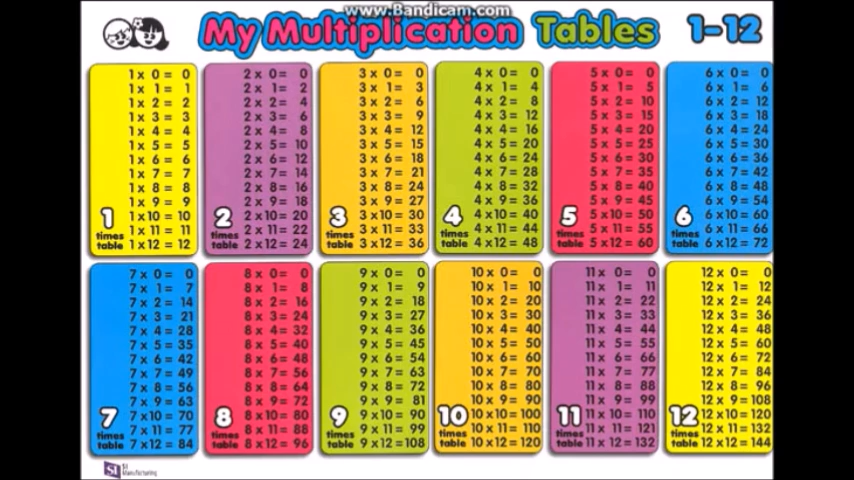 www.Bandicam.com
My Multiplication Tables 1-12
1 x 0 = 0
1 x 1 = 1
1 x 2 = 2
1 x 3 = 3
1 x 4 = 4
1 x 5 = 5
1 x 6 = 6
1 x 7 = 7
1 x 8 = 8
1 x 9 = 9
1 x 10 = 10
1 x 11 = 11
1 x 12 = 12
1
times
table
2 x 0 = 0
2 x 1 = 2
2 x 2 = 4
2 x 3 = 6
2 x 4 = 8
2 x 5 = 10
2 x 6 = 12
2 x 7 = 14
2 x 8 = 16
2 x 9 = 18
2 x 10 = 20
2 x 11 = 22
2 x 12 = 24
2
times
table
3 x 0 = 0
3 x 1 = 3
3 x 2 = 6
3 x 3 = 9
3 x 4 = 12
3 x 5 = 15
3 x 6 = 18
3 x 7 = 21
3 x 8 = 24
3 x 9 = 27
3 x 10 = 30
3 x 11 = 33
3 x 12 = 36
3
times
table
4 x 0 = 0
4 x 1 = 4
4 x 2 = 8
4 x 3 = 12
4 x 4 = 16
4 x 5 = 20
4 x 6 = 24
4 x 7 = 28
4 x 8 = 32
4 x 9 = 36
4 x 10 = 40
4 x 11 = 44
4 x 12 = 48
4
times
table
5 x 0 = 0
5 x 1 = 5
5 x 2 = 10
5 x 3 = 15
5 x 4 = 20
5 x 5 = 25
5 x 6 = 30
5 x 7 = 35
5 x 8 = 40
5 x 9 = 45
5 x 10 = 50
5 x 11 = 55
5 x 12 = 60
5
times
table
6 x 0 = 0
6 x 1 = 6
6 x 2 = 12
6 x 3 = 18
6 x 4 = 24
6 x 5 = 30
6 x 6 = 36
6 x 7 = 42
6 x 8 = 48
6 x 9 = 54
6 x 10 = 60
6 x 11 = 66
6 x 12 = 72
6
times
table
7 x 0 = 0
7 x 1 = 7
7 x 2 = 14
7 x 3 = 21
7 x 4 = 28
7 x 5 = 35
7 x 6 = 42
7 x 7 = 49
7 x 8 = 56
7 x 9 = 63
7 x 10 = 70
7 x 11 = 77
7 x 12 = 84
7
times
table
8 x 0 = 0
8 x 1 = 8
8 x 2 = 16
8 x 3 = 24
8 x 4 = 32
8 x 5 = 40
8 x 6 = 48
8 x 7 = 56
8 x 8 = 64
8 x 9 = 72
8 x 10 = 80
8 x 11 = 88
8 x 12 = 96
8
times
table
9 x 0 = 0
9 x 1 = 9
9 x 2 = 18
9 x 3 = 27
9 x 4 = 36
9 x 5 = 45
9 x 6 = 54
9 x 7 = 63
9 x 8 = 72
9 x 9 = 81
9 x 10 = 90
9 x 11 = 99
9 x 12 = 108
9
times
table
10 x 0 = 0
10 x 1 = 10
10 x 2 = 20
10 x 3 = 30
10 x 4 = 40
10 x 5 = 50
10 x 6 = 60
10 x 7 = 70
10 x 8 = 80
10 x 9 = 90
10 x 10 = 100
10 x 11 = 110
10 x 12 = 120
10
times
table
11 x 0 = 0
11 x 1 = 11
11 x 2 = 22
11 x 3 = 33
11 x 4 = 44
11 x 5 = 55
11 x 6 = 66
11 x 7 = 77
11 x 8 = 88
11 x 9 = 99
11 x 10 = 110
11 x 11 = 121
11 x 12 = 132
11
times
table
12 x 0 = 0
12 x 1 = 12
12 x 2 = 24
12 x 3 = 36
12 x 4 = 48
12 x 5 = 60
12 x 6 = 72
12 x 7 = 84
12 x 8 = 96
12 x 9 = 108
12 x 10 = 120
12 x 11 = 132
12 x 12 = 144
12
times
table
SI
SI
Manufacturing